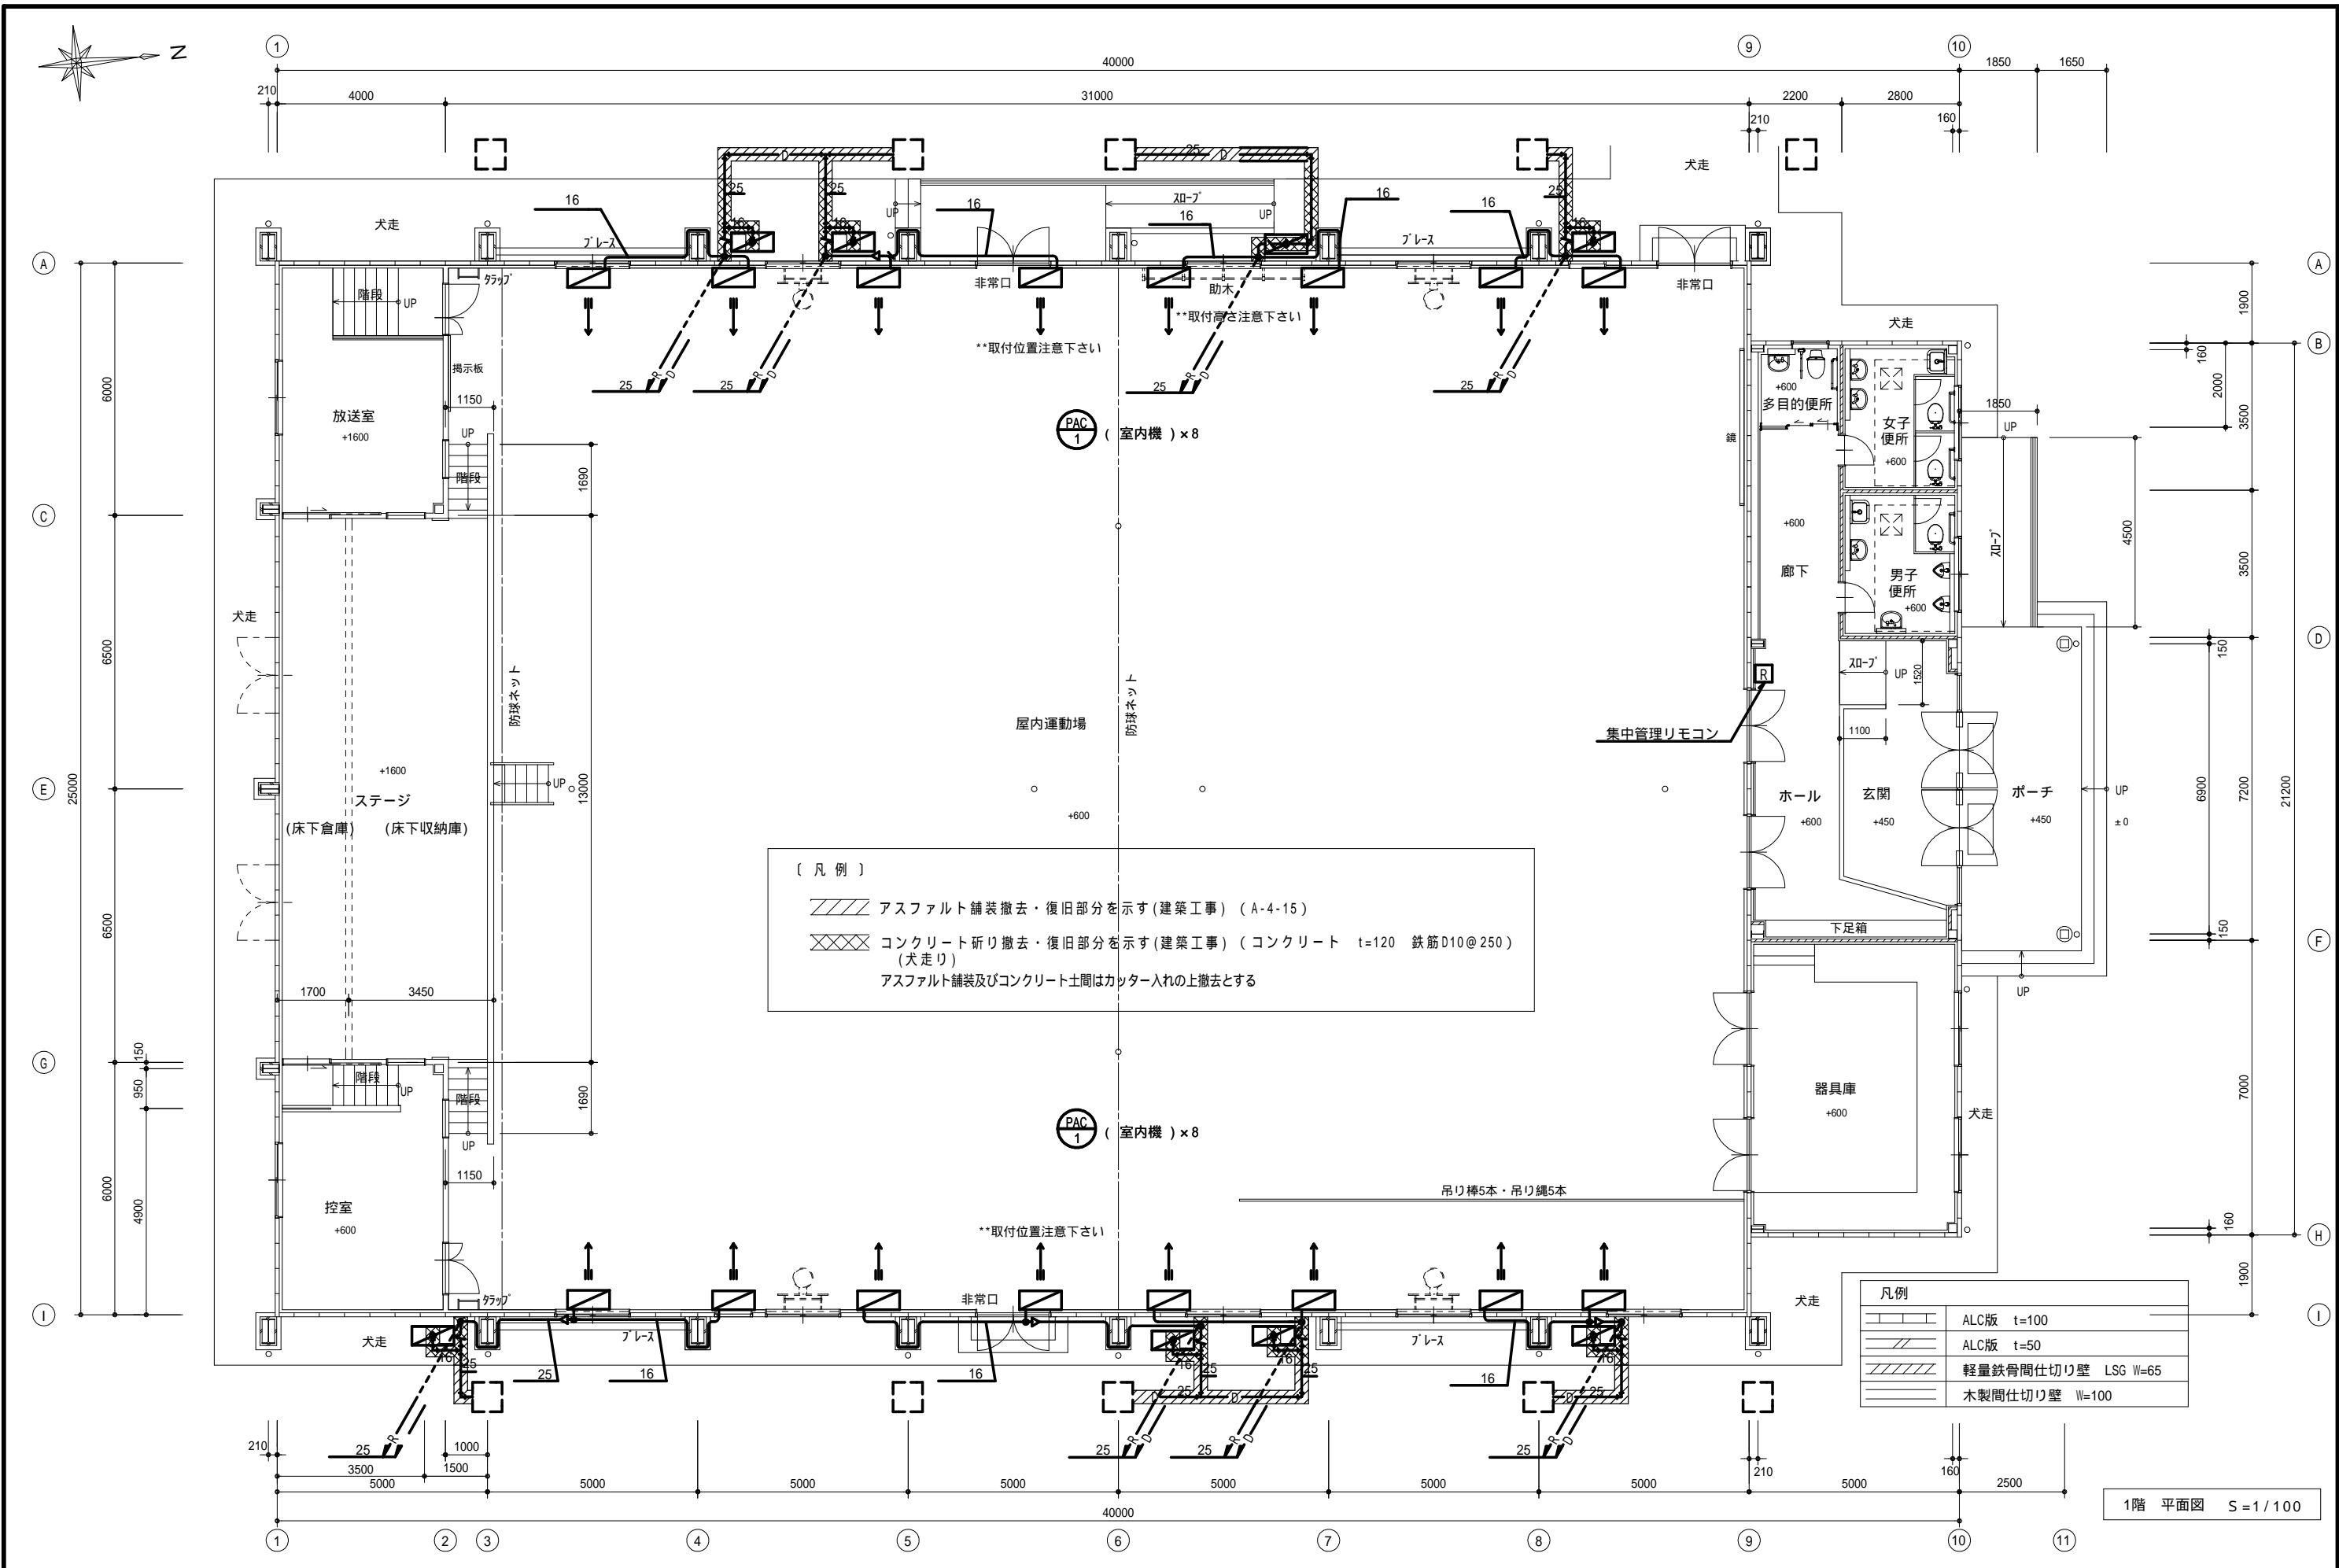 N
1
9
10
40000
1850
1650
210
4000
31000
2200
2800
210
160
犬走
D
25
D
25
25
25
16
スロープ
16
UP
16
16
16
UP
16
16
16
犬走
ブレース
ブレース
A
A
タラップ
非常口
助木
非常口
階段
UP
**取付高さ注意下さい
**取付位置注意下さい
犬走
1900
B
掲示板
R
D
R
D
R
D
R
D
25
25
25
25
160
2000
6000
放送室
+1600
1150
UP
階段
1690
PAC
1
( 室内機 )×8
+600
多目的便所
鏡
女子
便所
+600
1850
UP
3500
C
+600
廊下
男子
便所
+600
スロープ
4500
3500
犬走
6500
防球ネット
防球ネット
屋内運動場
R
集中管理リモコン
スロープ
UP
1520
1100
D
150
25000
E
+1600
ステージ
(床下倉庫)
(床下収納庫)
UP
13000
+600
ホール
+600
玄関
+450
ポーチ
+450
UP
±0
6900
7200
21200
〔 凡 例 〕
アスファルト舗装撤去・復旧部分を示す(建築工事) (A-4-15)
コンクリート斫り撤去・復旧部分を示す(建築工事) (コンクリート t=120 鉄筋D10@250)
(犬走り)
アスファルト舗装及びコンクリート土間はカッター入れの上撤去とする
6500
下足箱
150
F
1700
3450
UP
G
150
950
階段
UP
階段
UP
1690
1150
PAC
1
( 室内機 )×8
器具庫
+600
犬走
7000
6000
4900
控室
+600
吊り棒5本・吊り縄5本
**取付位置注意下さい
160
H
1900
I
タラップ
非常口
犬走
I
犬走
ブレース
ブレース
16
25
25
16
16
16
25
16
25
16
16
25
25
D
D
D
25
R
R
D
R
D
R
D
25
25
25
25
凡例
ALC版 t=100
ALC版 t=50
軽量鉄骨間仕切り壁 LSG W=65
木製間仕切り壁 W=100
210
1000
3500
1500
210
160
5000
5000
5000
5000
5000
5000
5000
5000
2500
40000
1階 平面図 S=1/100
1
2
3
4
5
6
7
8
9
10
11